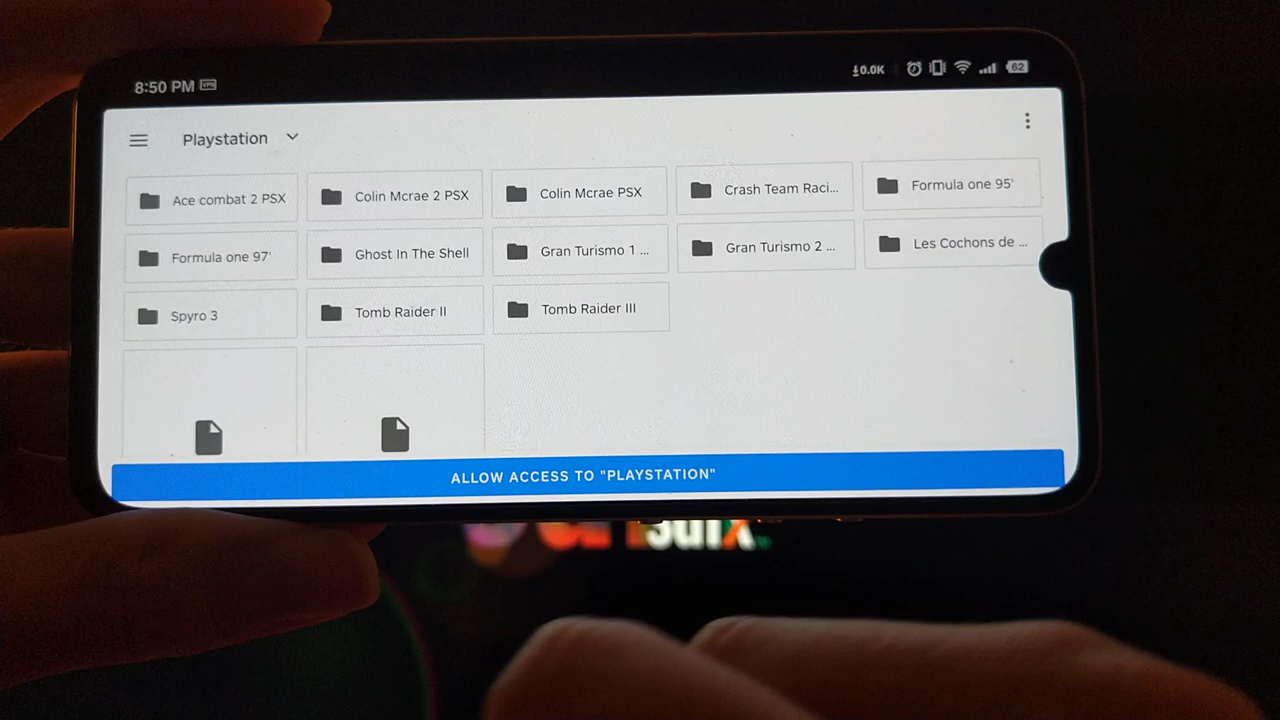 8:50 PM VPN
0.0K 62
Playstation
Ace combat 2 PSX
Colin Mcrae 2 PSX
Colin Mcrae PSX
Crash Team Raci...
Formula one 95'
Formula one 97'
Ghost In The Shell
Gran Turismo 1 ...
Gran Turismo 2 ...
Les Cochons de ...
Spyro 3
Tomb Raider II
Tomb Raider III
ALLOW ACCESS TO "PLAYSTATION"